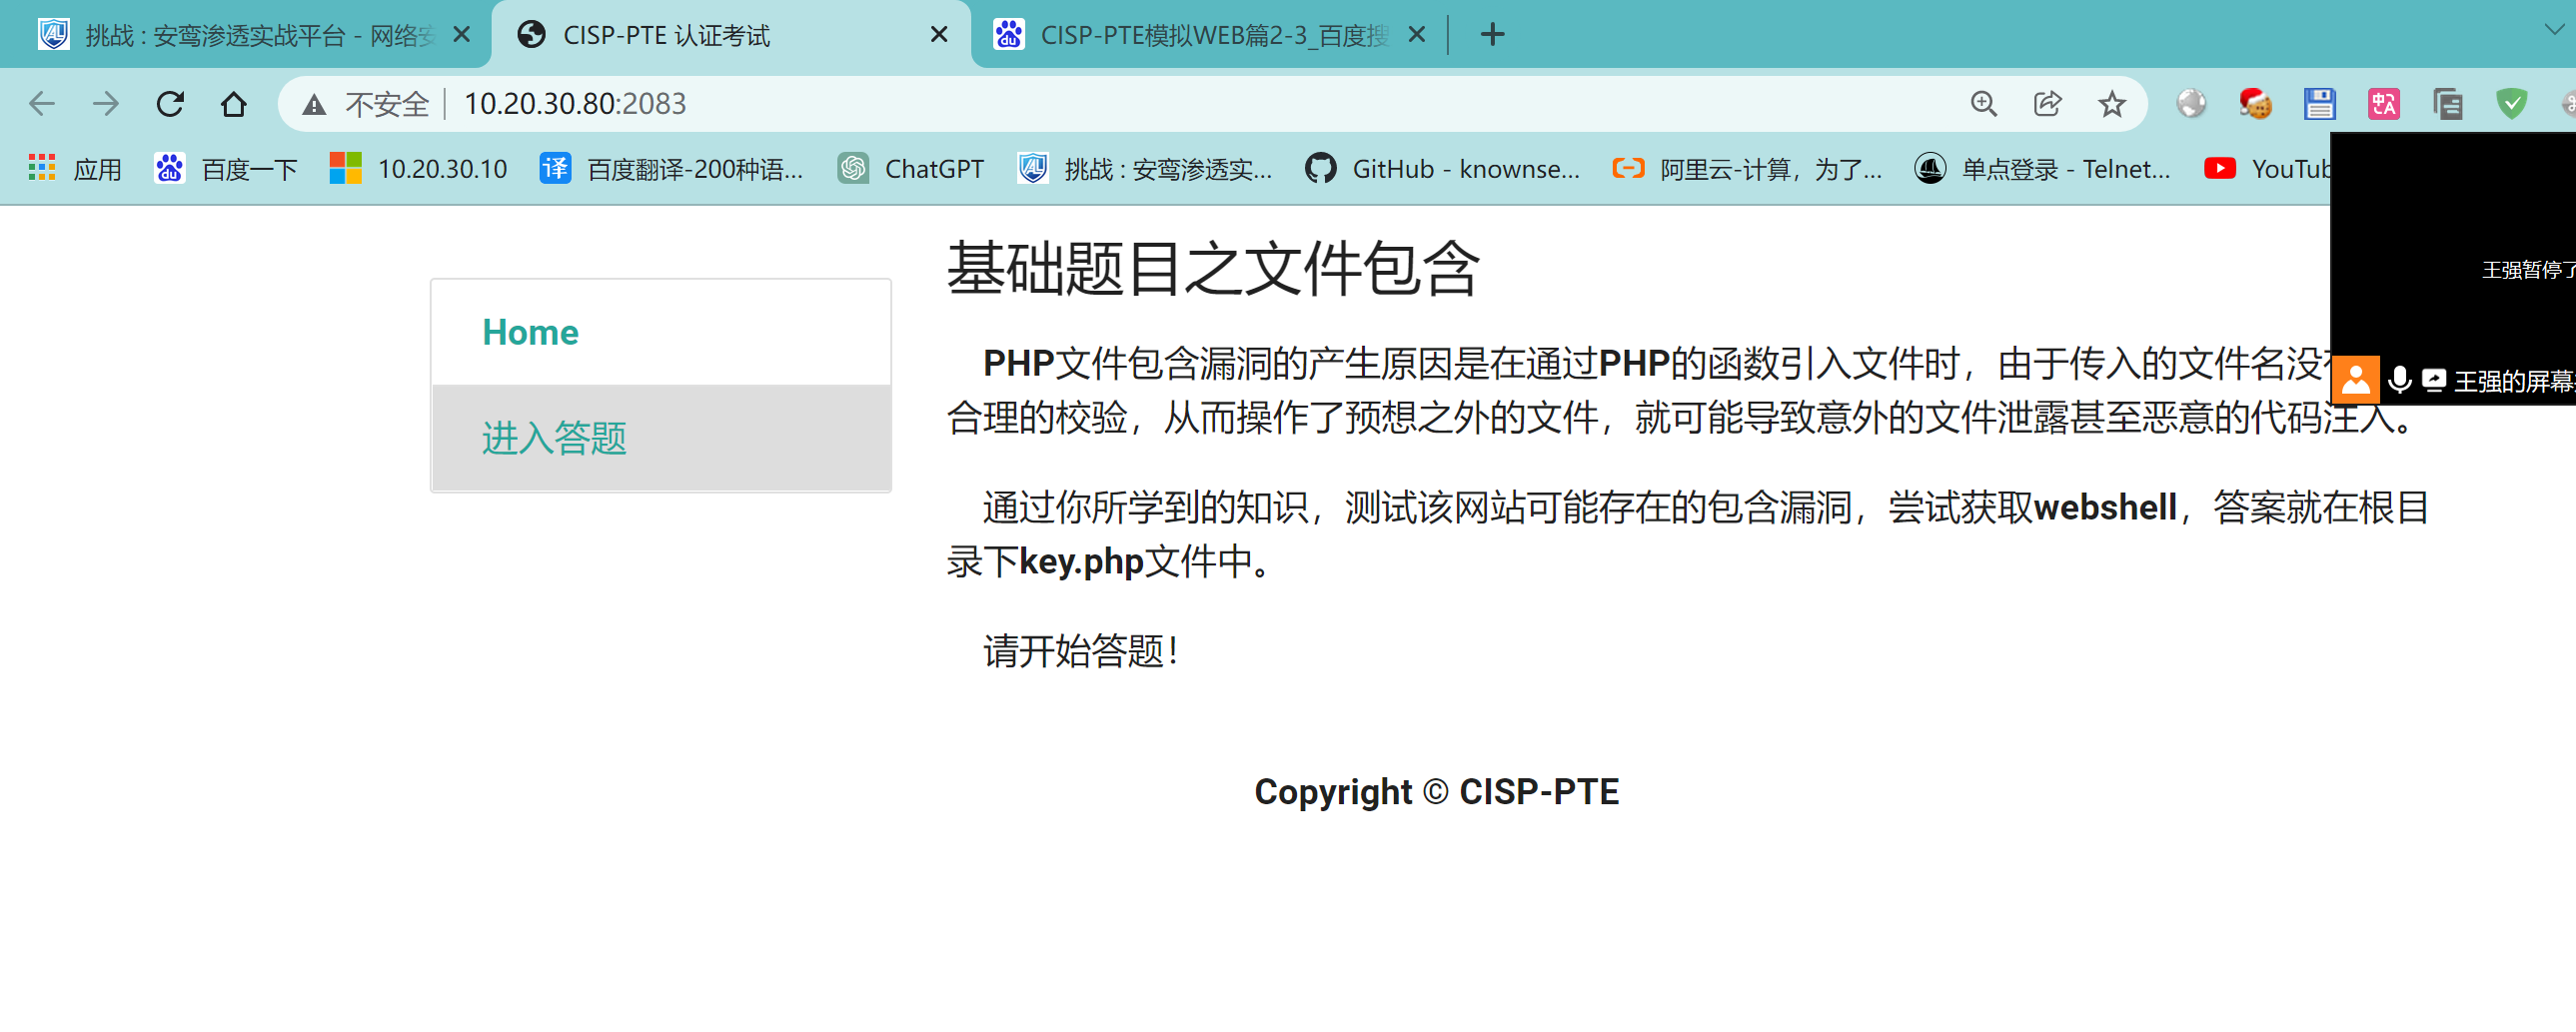 挑战 : 安鸾渗透实战平台 - 网络安
CISP-PTE 认证考试
CISP-PTE模拟WEB篇2-3_百度搜
不安全
10.20.30.80:2083
应用
百度一下
10.20.30.10
译
百度翻译-200种语...
ChatGPT
挑战 : 安鸾渗透实...
GitHub - knownse...
阿里云-计算，为了...
单点登录 - Telnet...
YouTub
王强暂停了
王强的屏幕
Home
进入答题
基础题目之文件包含
PHP文件包含漏洞的产生原因是在通过PHP的函数引入文件时，由于传入的文件名没
合理的校验，从而操作了预想之外的文件，就可能导致意外的文件泄露甚至恶意的代码注入。
通过你所学到的知识，测试该网站可能存在的包含漏洞，尝试获取webshell，答案就在根目
录下key.php文件中。
请开始答题！
Copyright © CISP-PTE